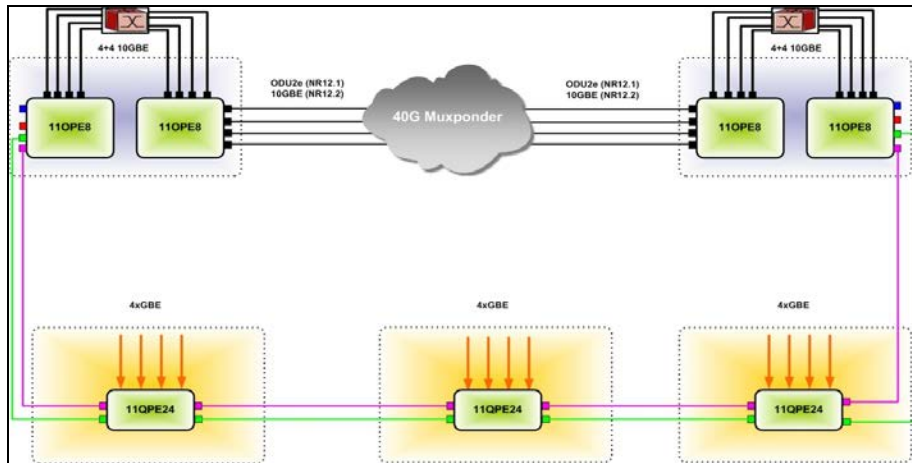 4+4 10GBE
4+4 10GBE
ODU2e (NR12.1)
10GBE (NR12.2)
ODU2e (NR12.1)
10GBE (NR12.2)
11OPE8
11OPE8
40G Muxponder
11OPE8
11OPE8
4xGBE
4xGBE
4xGBE
11QPE24
11QPE24
11QPE24